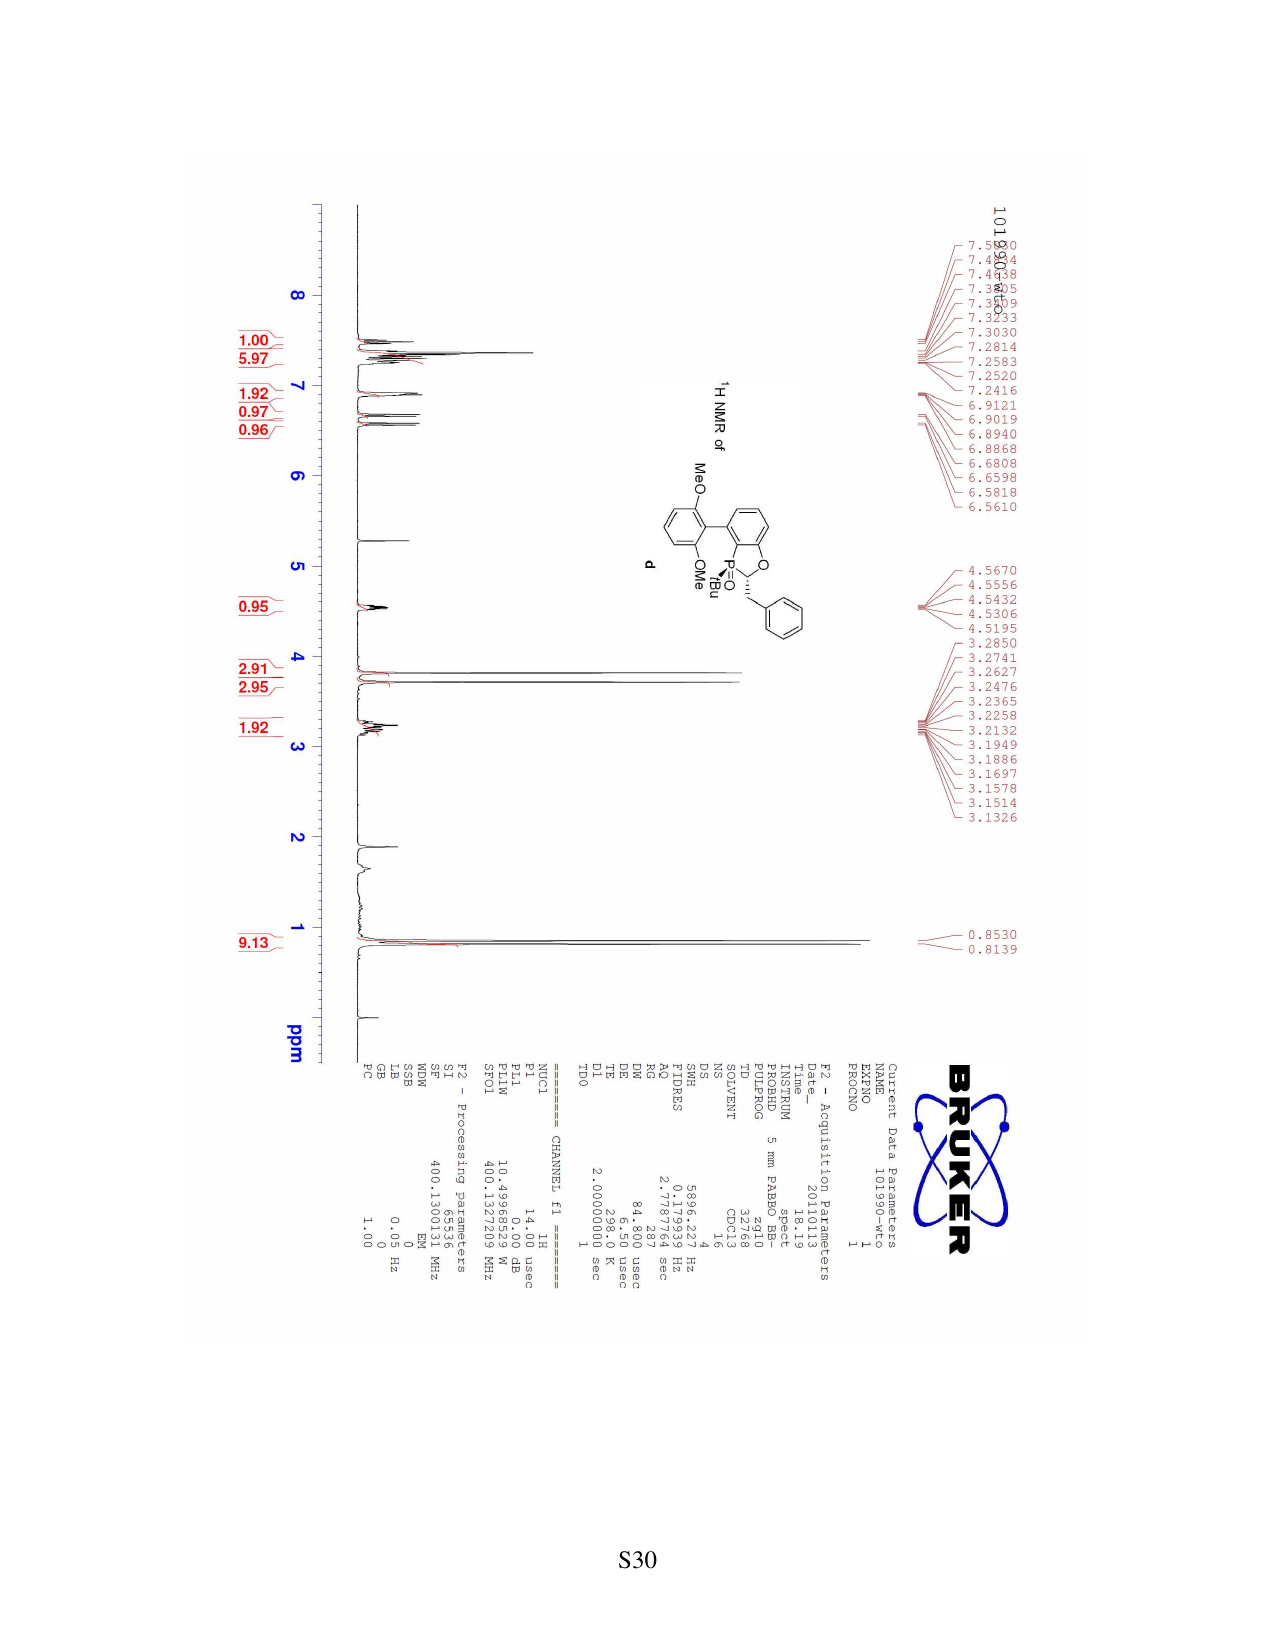 101990-wto
7.4634
7.4638
7.3805
7.3409
7.3233
7.3030
7.2814
7.2583
7.2520
7.2416
6.9121
6.9019
6.8940
6.8868
6.6808
6.6598
6.5818
6.5610
4.5670
4.5556
4.5432
4.5306
4.5195
3.2850
3.2741
3.2627
3.2476
3.2365
3.2258
3.2132
3.1949
3.1886
3.1697
3.1578
3.1514
3.1326
0.8530
0.8139
BRUKER
Current Data Parameters
NAME 101990-wto
EXPNO 1
PROCNO 1
F2 - Acquisition Parameters
Date_ 20110113
Time 18.19
INSTRUM spect
PROBHD 5 mm PABBO BB-
PULPROG zg10
TD 32768
SOLVENT CDCl3
NS 16
DS 4
SWH 5896.227 Hz
FIDRES 0.179939 Hz
AQ 2.7787764 sec
RG 287
DW 84.800 usec
DE 6.50 usec
TE 298.0 K
D1 2.00000000 sec
TD0 1
======== CHANNEL f1 ========
NUC1 1H
P1 14.00 usec
PL1 0.00 dB
PL1W 10.49968529 W
SFO1 400.1327209 MHz
F2 - Processing parameters
SI 65536
SF 400.1300131 MHz
WDW EM
SSB 0
LB 0.05 Hz
GB 0
PC 1.00
1H NMR of
MeO
OMe
P=O
tBu
O
d
8 7 6 5 4 3 2 1 ppm
1.00
5.97
1.92
0.97
0.96
0.95
2.91
2.95
1.92
9.13
S30